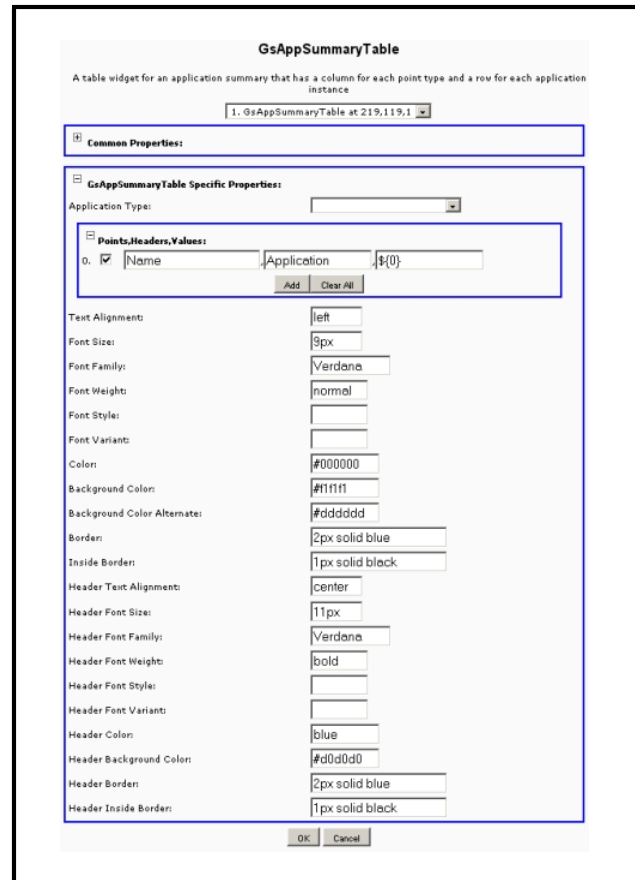 GsAppSummaryTable
A table widget for an application summary that has a column for each point type and a row for each application
instance
1. GsAppSummaryTable at 219,119,1
Common Properties:
GsAppSummaryTable Specific Properties:
Application Type:
Points,Headers,Values:
0. Name ,Application ,${0}
Add Clear All
Text Alignment: left
Font Size: 9px
Font Family: Verdana
Font Weight: normal
Font Style:
Font Variant:
Color: #000000
Background Color: #f1f1f1
Background Color Alternate: #dddddd
Border: 2px solid blue
Inside Border: 1px solid black
Header Text Alignment: center
Header Font Size: 11px
Header Font Family: Verdana
Header Font Weight: bold
Header Font Style:
Header Font Variant:
Header Color: blue
Header Background Color: #d0d0d0
Header Border: 2px solid blue
Header Inside Border: 1px solid black
OK Cancel